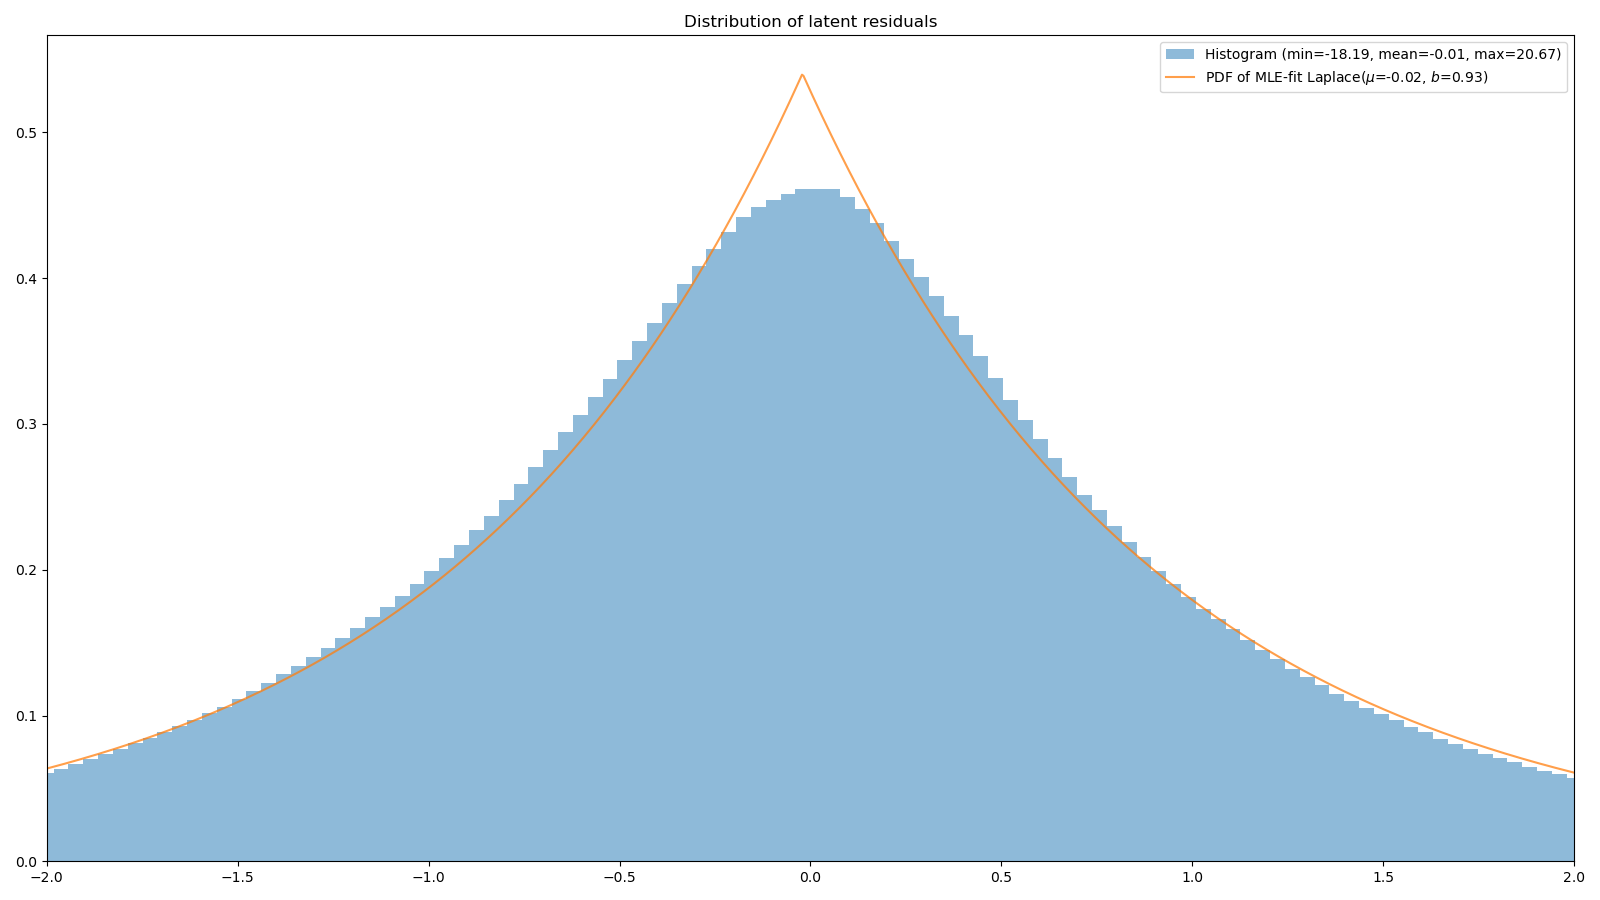 Distribution of latent residuals
Histogram (min=-18.19, mean=-0.01, max=20.67)
PDF of MLE-fit Laplace(μ=-0.02, b=0.93)
0.5
0.4
0.3
0.2
0.1
0.0
−2.0 −1.5 −1.0 −0.5 0.0 0.5 1.0 1.5 2.0